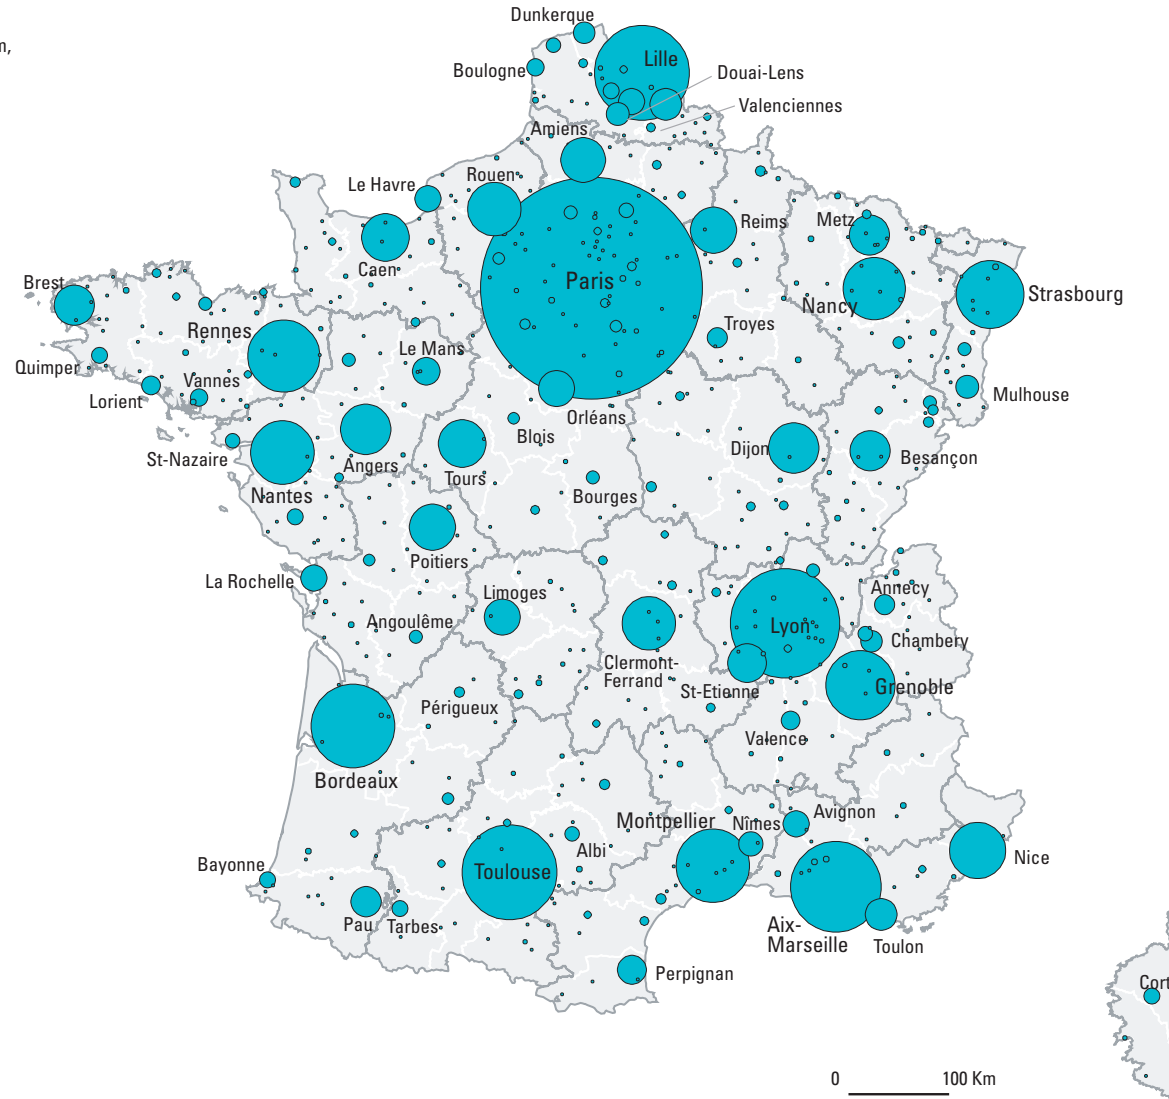 Dunkerque
m,
Lille
Boulogne
Douai-Lens
Valenciennes
Amiens
Rouen
Le Havre
Reims
Metz
Caen
Paris
Brest
Nancy
Strasbourg
Rennes
Troyes
Le Mans
Quimper
Vannes
Lorient
Mulhouse
Orléans
Blois
St-Nazaire
Angers
Tours
Dijon
Besançon
Nantes
Bourges
Poitiers
La Rochelle
Limoges
Annecy
Angoulême
Lyon
Chambery
Clermont-
Ferrand
St-Etienne
Grenoble
Périgueux
Valence
Bordeaux
Montpellier
Nîmes
Avignon
Albi
Nice
Bayonne
Toulouse
Pau
Tarbes
Aix-
Marseille
Toulon
Perpignan
Cort
0
100 Km